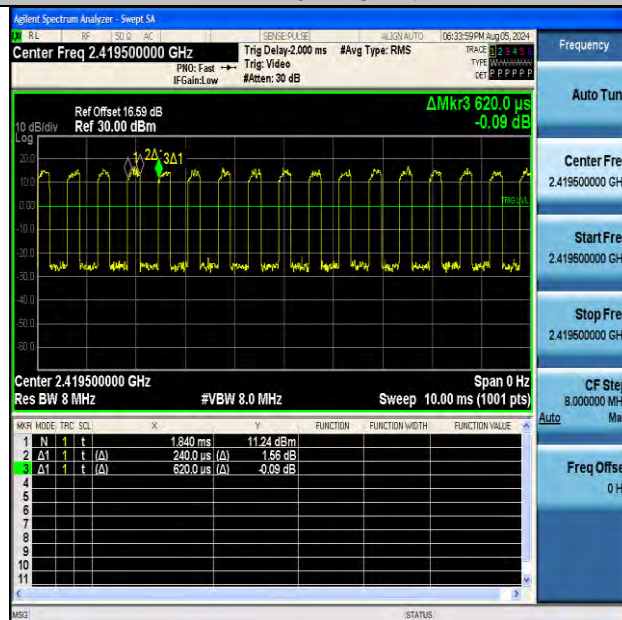 Agilent Spectrum Analyzer - Swept SA
RL RF 50 Ω AC SENSE:PULSE ALIGN AUTO 06:33:59 PM Aug 05, 2024
Center Freq 2.419500000 GHz
PNO: Fast
IFGain:Low
Trig Delay-2.000 ms
Trig: Video
#Atten: 30 dB
#Avg Type: RMS
TRACE 1 2 3 4 5 6
TYPE
DET P P P P P P
ΔMkr3 620.0 µs
-0.09 dB
Ref Offset 16.59 dB
10 dB/div Ref 30.00 dBm
Log
20.0
10.0
0.00
-10.0
-20.0
-30.0
-40.0
-50.0
-60.0
3Δ1
TRIG LVL
Center 2.419500000 GHz Span 0 Hz
Res BW 8 MHz #VBW 8.0 MHz Sweep 10.00 ms (1001 pts)
MKR MODE TRC SCL X Y FUNCTION FUNCTION WIDTH FUNCTION VALUE
1 N 1 t 1.840 ms 11.24 dBm
2 Δ1 1 t (Δ) 240.0 µs (Δ) 1.56 dB
3 Δ1 1 t (Δ) 620.0 µs (Δ) -0.09 dB
4
5
6
7
8
9
10
11
MSG STATUS
Frequency
Auto Tun
Center Fre
2.419500000 GH
Start Fre
2.419500000 GH
Stop Fre
2.419500000 GH
CF Ste
8.000000 MH
Auto Ma
Freq Offse
0 H